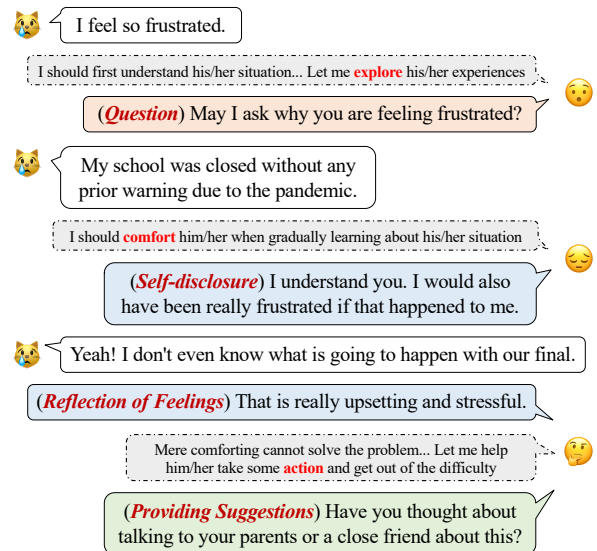 I feel so frustrated.
I should first understand his/her situation... Let me explore his/her experiences
(Question) May I ask why you are feeling frustrated?
My school was closed without any
prior warning due to the pandemic.
I should comfort him/her when gradually learning about his/her situation
(Self-disclosure) I understand you. I would also
have been really frustrated if that happened to me.
Yeah! I don't even know what is going to happen with our final.
(Reflection of Feelings) That is really upsetting and stressful.
Mere comforting cannot solve the problem... Let me help
him/her take some action and get out of the difficulty
(Providing Suggestions) Have you thought about
talking to your parents or a close friend about this?